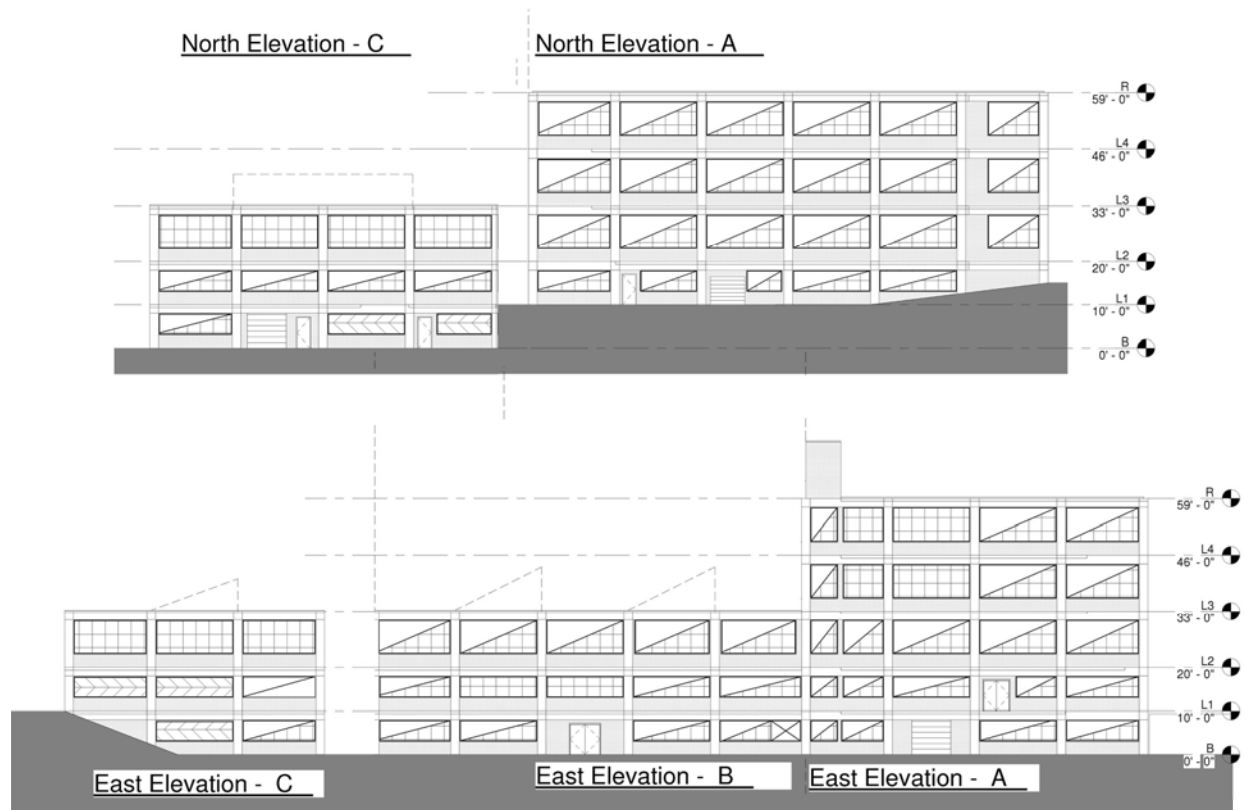 North Elevation - C
North Elevation - A
R
59' - 0"
L4
46' - 0"
L3
33' - 0"
L2
20' - 0"
L1
10' - 0"
B
0' - 0"
R
59' - 0"
L4
46' - 0"
L3
33' - 0"
L2
20' - 0"
L1
10' - 0"
B
0' - 0"
East Elevation - C
East Elevation - B
East Elevation - A